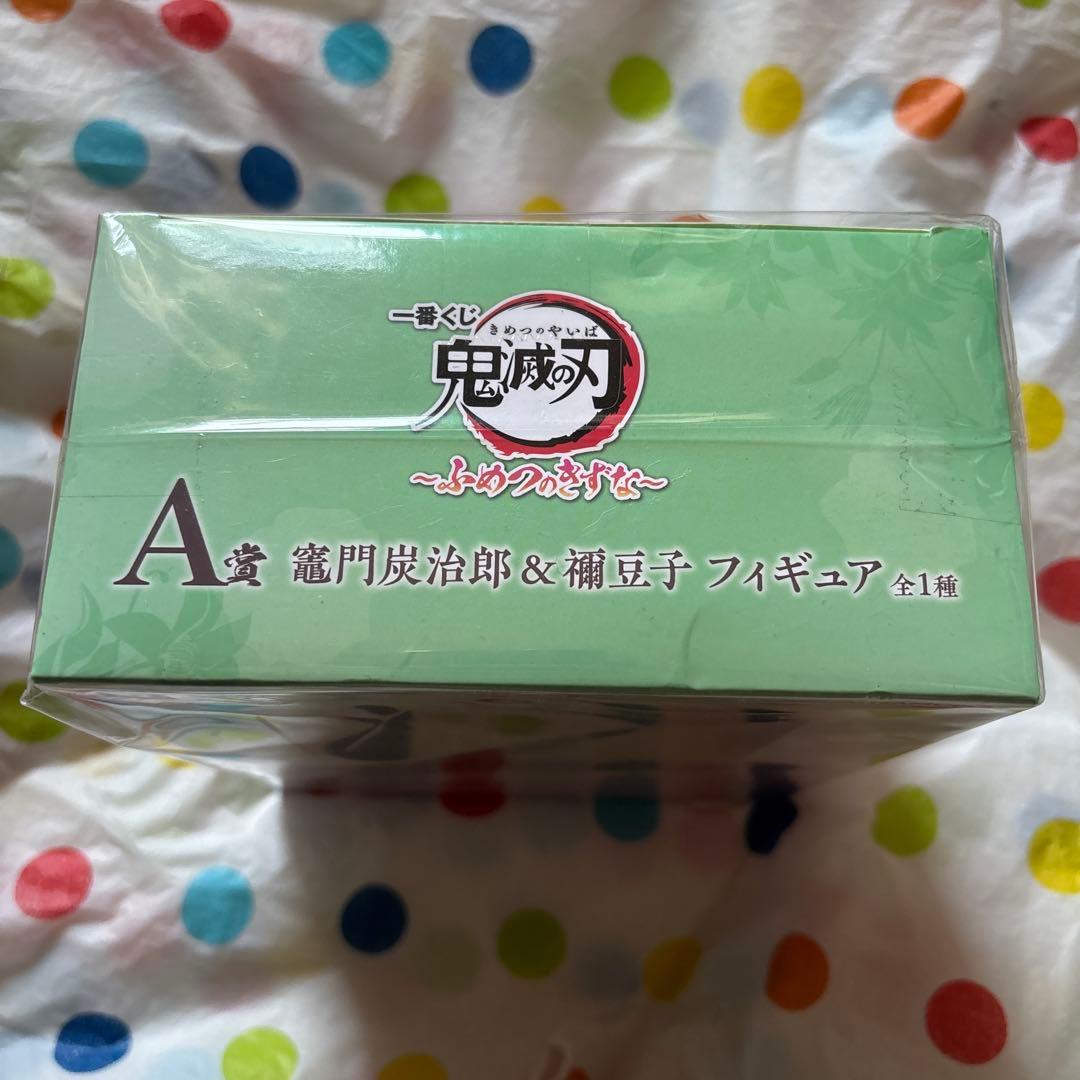 一番くじ
きめつのやいば
鬼滅の刃
～ふめつのきずな～
A賞 竈門炭治郎＆禰豆子 フィギュア 全1種